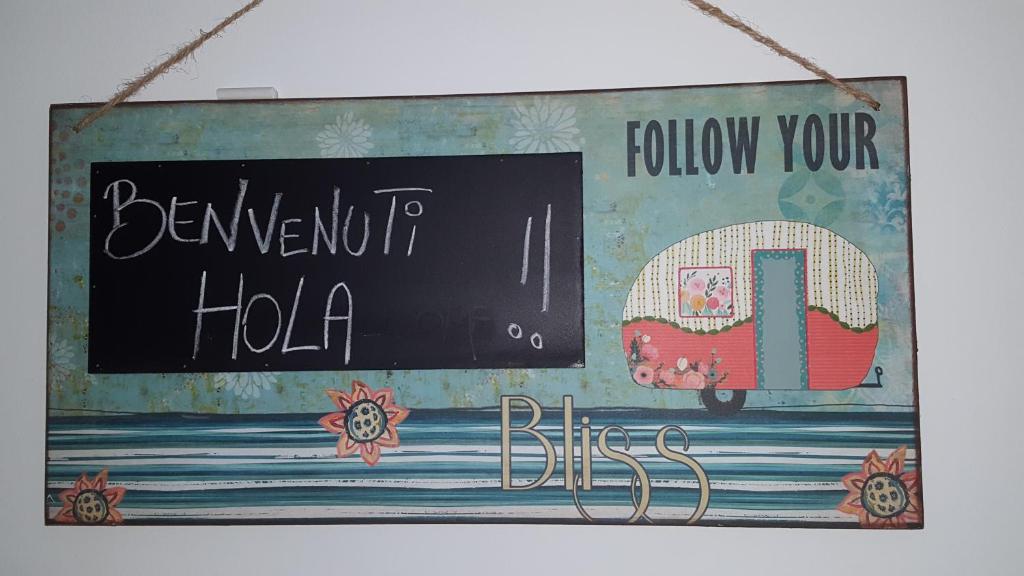 FOLLOW YOUR
BENVENUTi
HOLA !!
Bliss